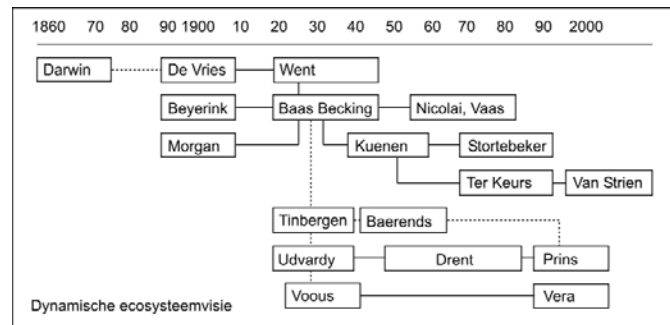 1860 70 80 90 1900 10 20 30 40 50 60 70 80 90 2000
Darwin De Vries Went
Beyerink Baas Becking Nicolai, Vaas
Morgan Kuenen Stortebeker
Ter Keurs Van Strien
Tinbergen Baerends
Udvardy Drent Prins
Voous Vera
Dynamische ecosysteemvisie